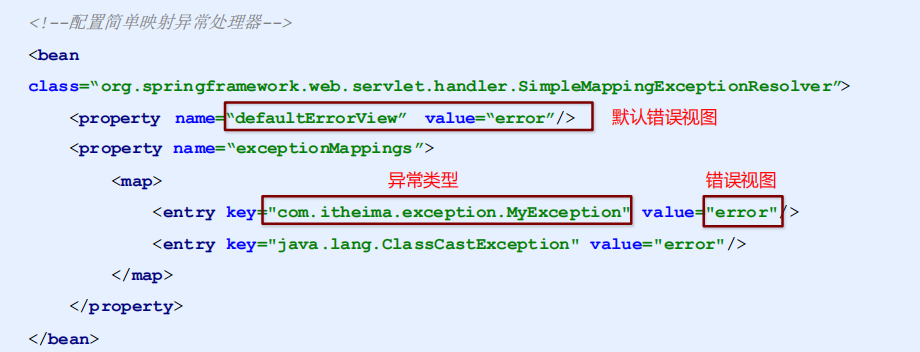 <!--配置简单映射异常处理器-->
<bean
class=“org.springframework.web.servlet.handler.SimpleMappingExceptionResolver”>
<property name=“defaultErrorView” value=“error”/> 默认错误视图
<property name=“exceptionMappings”>
<map> 异常类型 错误视图
<entry key="com.itheima.exception.MyException" value="error"/>
<entry key="java.lang.ClassCastException" value="error"/>
</map>
</property>
</bean>